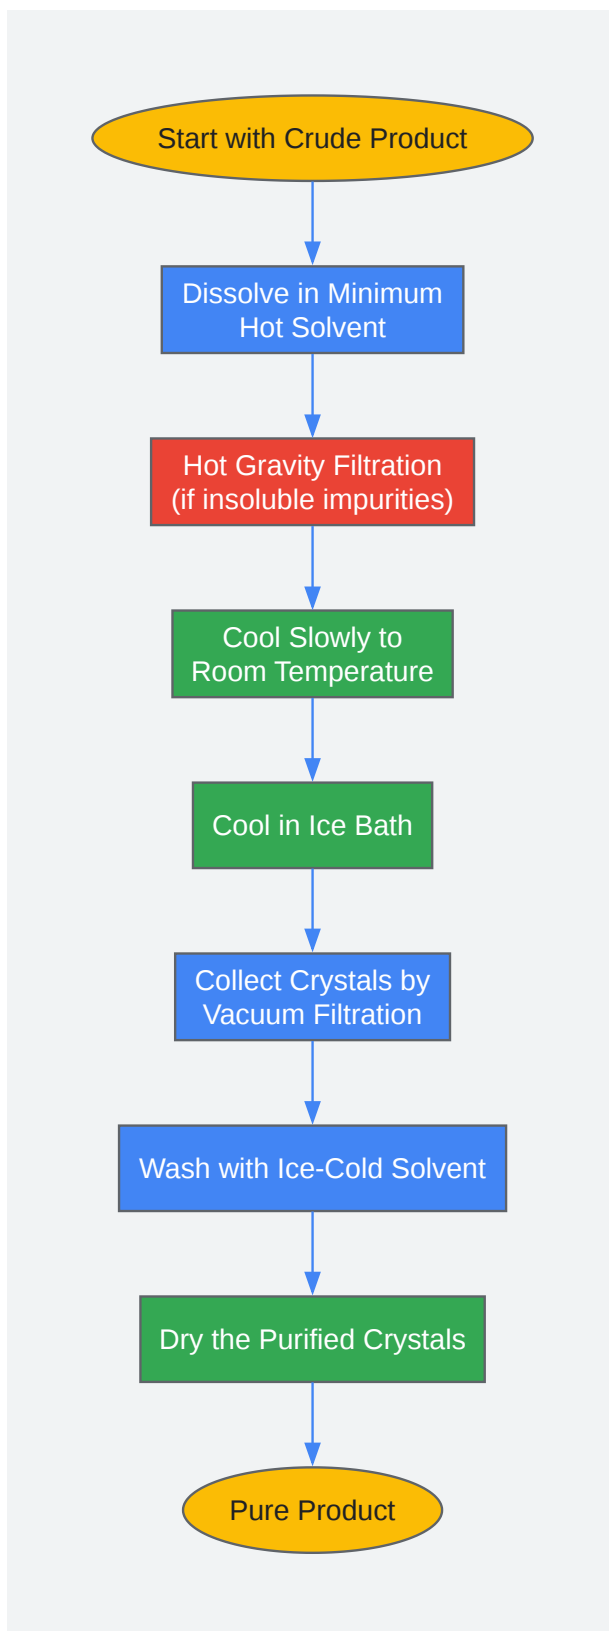 Start with Crude Product
Dissolve in Minimum
Hot Solvent
Hot Gravity Filtration
(if insoluble impurities)
Cool Slowly to
Room Temperature
Cool in Ice Bath
Collect Crystals by
Vacuum Filtration
Wash with Ice-Cold Solvent
Dry the Purified Crystals
Pure Product